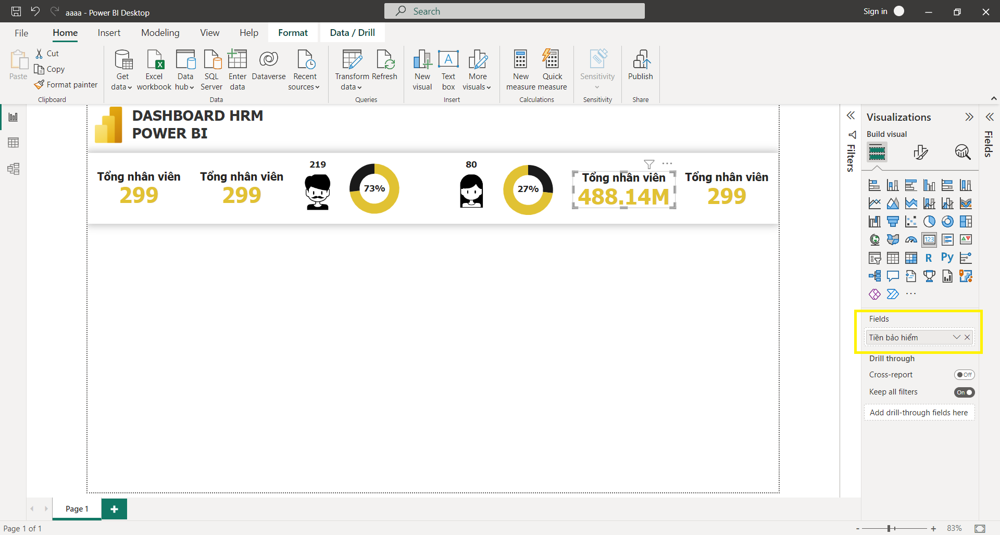 aaaa - Power BI Desktop
Search
Sign in
File
Home
Insert
Modeling
View
Help
Format
Data / Drill
Paste
Cut
Copy
Format painter
Clipboard
Get
data
Excel
workbook
Data
hub
SQL
Server
Enter
data
Dataverse
Recent
sources
Data
Transform
data
Refresh
Queries
New
visual
Text
box
More
visuals
Insert
New
measure
Quick
measure
Calculations
Sensitivity
Sensitivity
Publish
Share
DASHBOARD HRM
POWER BI
Tổng nhân viên
299
Tổng nhân viên
299
219
73%
80
27%
Tổng nhân viên
488.14M
Tổng nhân viên
299
Filters
Visualizations
Build visual
Fields
123
R
Py
Fields
Tiền bảo hiểm
Drill through
Cross-report
Off
Keep all filters
On
Add drill-through fields here
Page 1
Page 1 of 1
83%